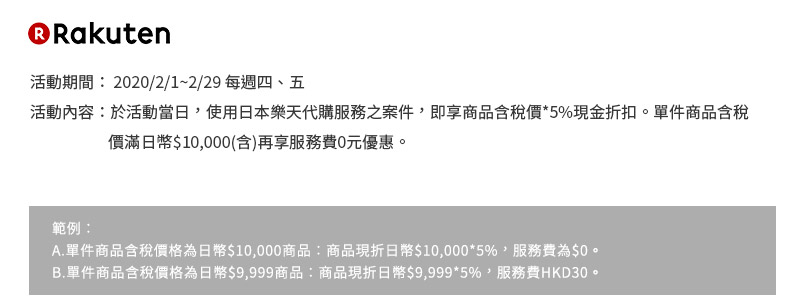 Rakuten
活動期間： 2020/2/1~2/29 每週四、五
活動內容：於活動當日，使用日本樂天代購服務之案件，即享商品含稅價*5%現金折扣。單件商品含稅
價滿日幣$10,000(含)再享服務費0元優惠。
範例：
A.單件商品含稅價格為日幣$10,000商品：商品現折日幣$10,000*5%，服務費為$0。
B.單件商品含稅價格為日幣$9,999商品：商品現折日幣$9,999*5%，服務費HKD30。